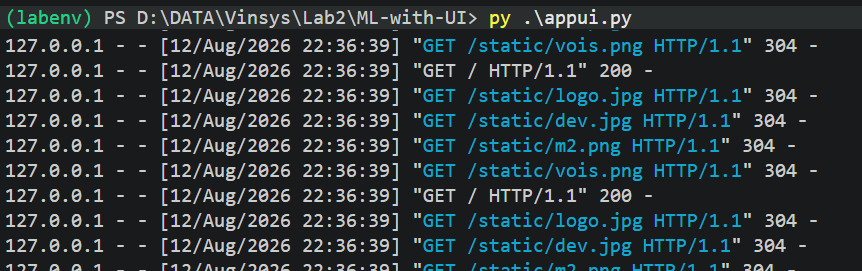 (labenv) PS D:\DATA\Vinsys\Lab2\ML-with-UI> py .\appui.py
127.0.0.1 - - [12/Aug/2026 22:36:39] "GET /static/vois.png HTTP/1.1" 304 -
127.0.0.1 - - [12/Aug/2026 22:36:39] "GET / HTTP/1.1" 200 -
127.0.0.1 - - [12/Aug/2026 22:36:39] "GET /static/logo.jpg HTTP/1.1" 304 -
127.0.0.1 - - [12/Aug/2026 22:36:39] "GET /static/dev.jpg HTTP/1.1" 304 -
127.0.0.1 - - [12/Aug/2026 22:36:39] "GET /static/m2.png HTTP/1.1" 304 -
127.0.0.1 - - [12/Aug/2026 22:36:39] "GET /static/vois.png HTTP/1.1" 304 -
127.0.0.1 - - [12/Aug/2026 22:36:39] "GET / HTTP/1.1" 200 -
127.0.0.1 - - [12/Aug/2026 22:36:39] "GET /static/logo.jpg HTTP/1.1" 304 -
127.0.0.1 - - [12/Aug/2026 22:36:39] "GET /static/dev.jpg HTTP/1.1" 304 -
127.0.0.1 - - [12/Aug/2026 22:36:39] "GET /static/m2.png HTTP/1.1" 304 -